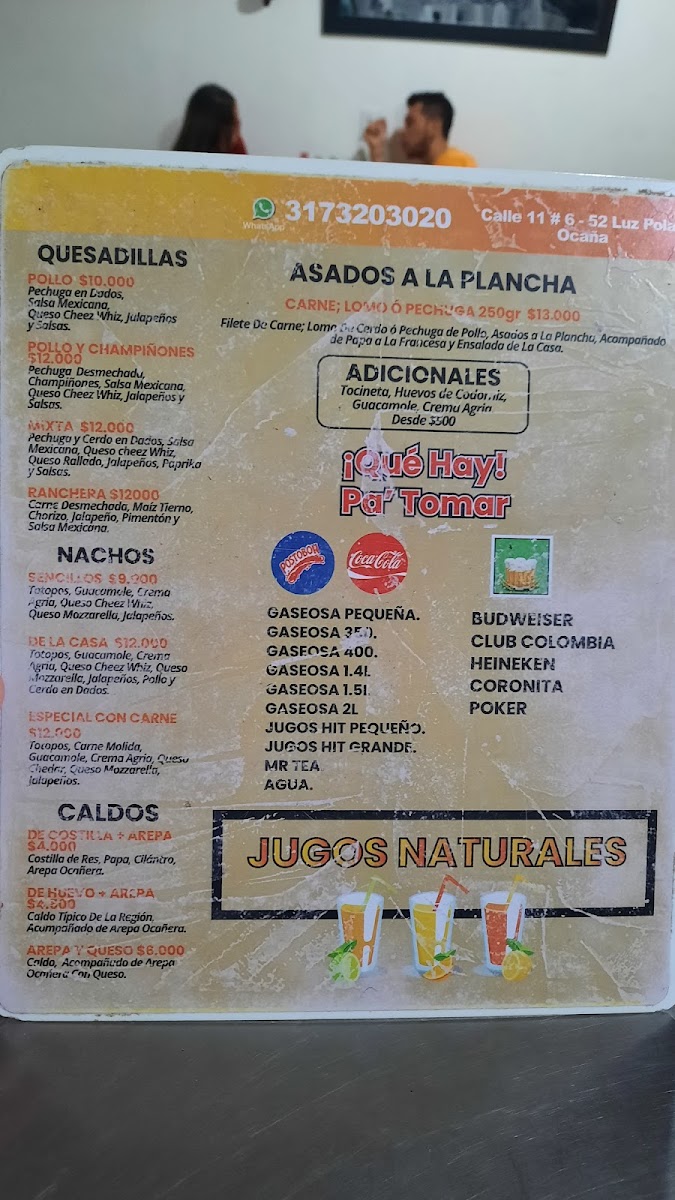 WhatsApp
3173203020
Calle 11 # 6 - 52 Luz Pola
Ocaña
QUESADILLAS
POLLO $10.000
Pechuga en Dados,
Salsa Mexicana,
Queso Cheez Whiz, Jalapeños
y Salsas.
POLLO Y CHAMPIÑONES
$12.000
Pechuga Desmechada,
Champiñones, Salsa Mexicana,
Queso Cheez Whiz, Jalapeños y
Salsas.
MIXTA $12.000
Pechuga y Cerdo en Dados, Salsa
Mexicana, Queso cheez Whiz,
Queso Rallado, Jalapeños, Paprika
y Salsas.
RANCHERA $12000
Carne Desmechada, Maíz Tierno,
Chorizo, Jalapeño, Pimentón y
Salsa Mexicana.
NACHOS
SENCILLOS $9.000
Totopos, Guacamole, Crema
Agria, Queso Cheez Whiz,
Queso Mozzarella, Jalapeños.
DE LA CASA $12.000
Totopos, Guacamole, Crema
Agria, Queso Cheez Whiz, Queso
Mozzarella, Jalapeños, Pollo y
Cerdo en Dados.
ESPECIAL CON CARNE
$12.000
Totopos, Carne Molida,
Guacamole, Crema Agria, Queso
Chedar, Queso Mozzarella,
Jalapeños.
CALDOS
DE COSTILLA + AREPA
$4.000
Costilla de Res, Papa, Cilántro,
Arepa Ocañera.
DE HUEVO + AREPA
Caldo Típico De La Región,
Acompañado de Arepa Ocañera.
AREPA Y QUESO $6.000
Caldo, Acompañado de Arepa
Ocañera Con Queso.
ASADOS A LA PLANCHA
CARNE; LOMO Ó PECHUGA 250gr $13.000
Filete De Carne; Lomo De Cerdo ó Pechuga de Pollo, Asados a La Plancha, Acompañado
de Papa a La Francesa y Ensalada de La Casa.
ADICIONALES
Tocineta, Huevos de Codorniz,
Guacamole, Crema Agria
Desde $500
¡Qué Hay!
Pa' Tomar
POSTOBON
Coca-Cola
GASEOSA PEQUEÑA.
GASEOSA 350.
GASEOSA 400.
GASEOSA 1.4L
GASEOSA 1.5l
GASEOSA 2L
JUGOS HIT PEQUEÑO.
JUGOS HIT GRANDE.
MR TEA.
AGUA.
BUDWEISER
CLUB COLOMBIA
HEINEKEN
CORONITA
POKER
JUGOS NATURALES